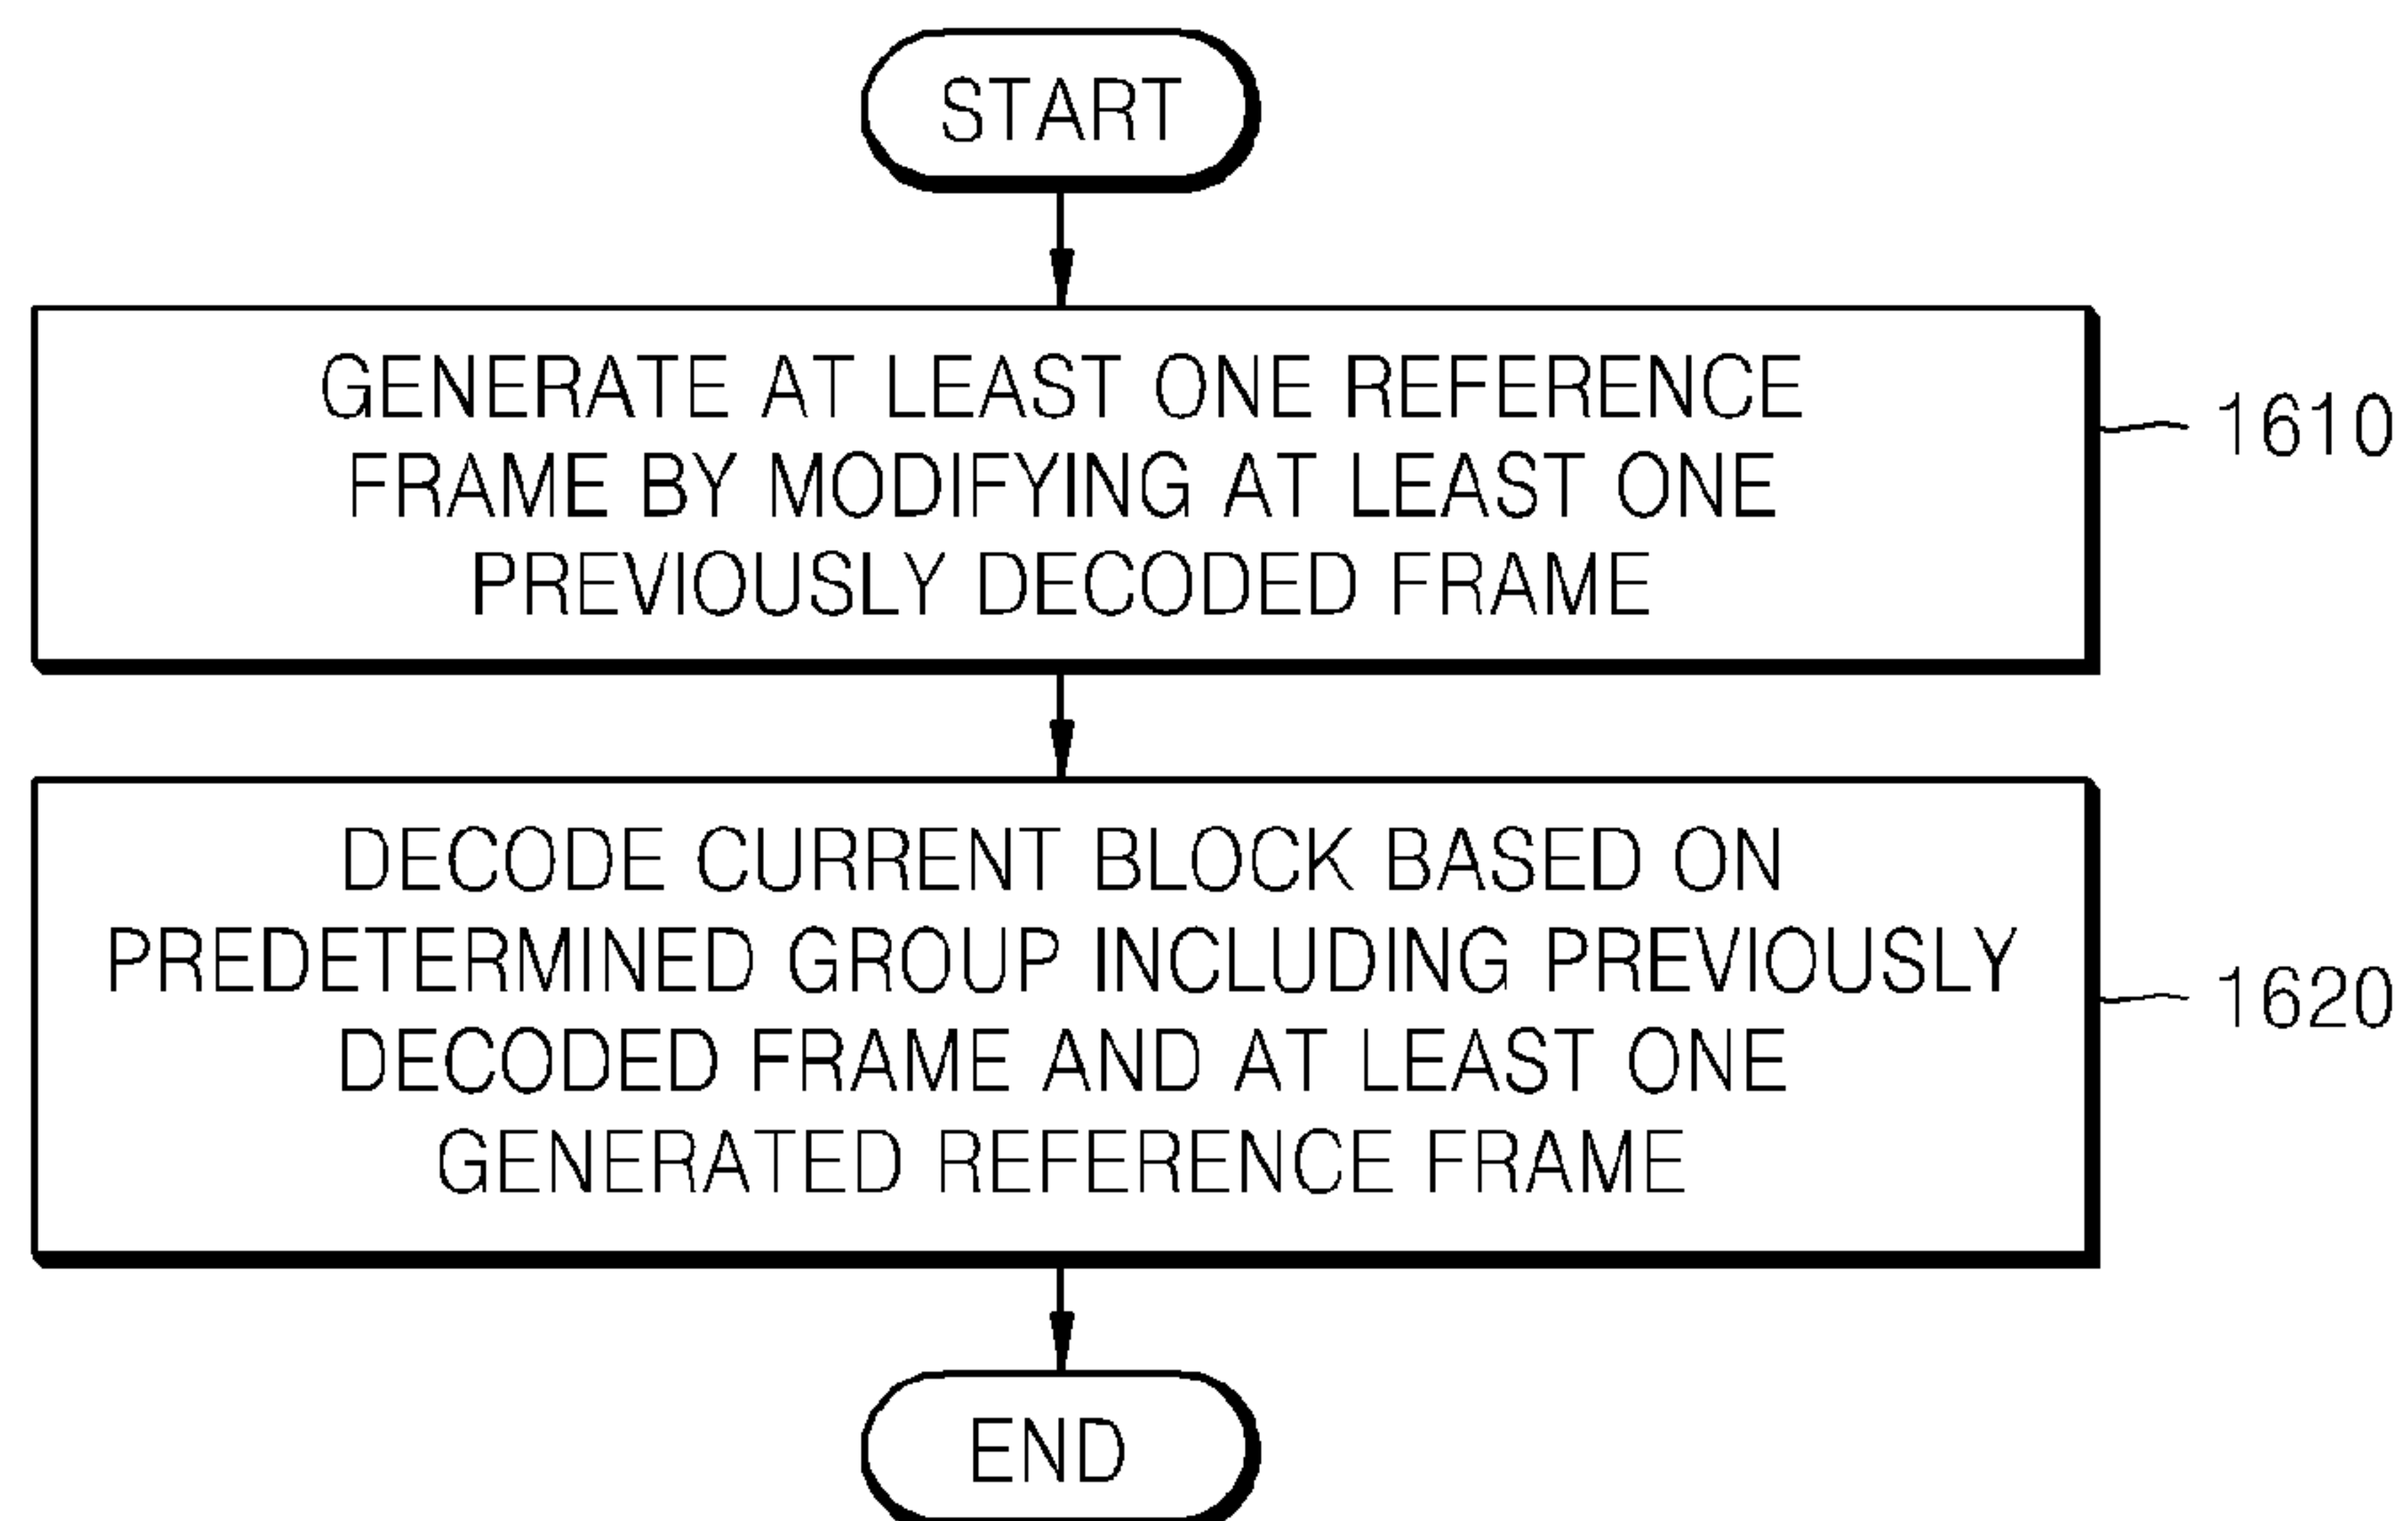 START
GENERATE AT LEAST ONE REFERENCE
FRAME BY MODIFYING AT LEAST ONE
PREVIOUSLY DECODED FRAME
1610
DECODE CURRENT BLOCK BASED ON
PREDETERMINED GROUP INCLUDING PREVIOUSLY
DECODED FRAME AND AT LEAST ONE
GENERATED REFERENCE FRAME
1620
END